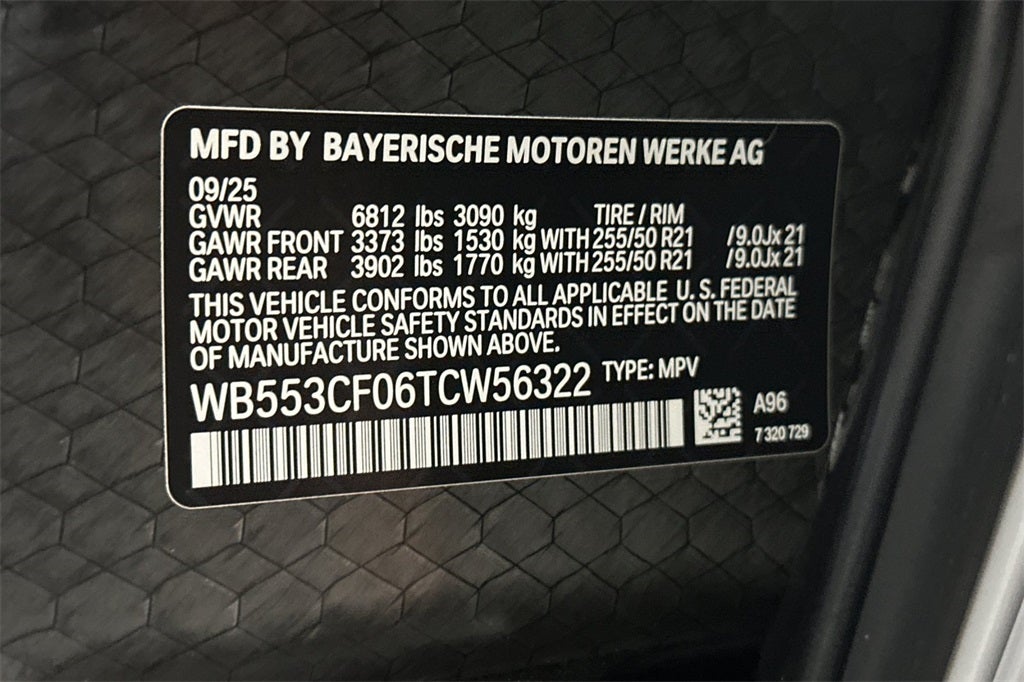 MFD BY BAYERISCHE MOTOREN WERKE AG
09/25
GVWR 6812 lbs 3090 kg TIRE / RIM
GAWR FRONT 3373 lbs 1530 kg WITH 255/50 R21 /9.0Jx 21
GAWR REAR 3902 lbs 1770 kg WITH 255/50 R21 /9.0Jx 21
THIS VEHICLE CONFORMS TO ALL APPLICABLE U. S. FEDERAL
MOTOR VEHICLE SAFETY STANDARDS IN EFFECT ON THE DATE
OF MANUFACTURE SHOWN ABOVE.
WB553CF06TCW56322 TYPE: MPV
A96
7 320 729